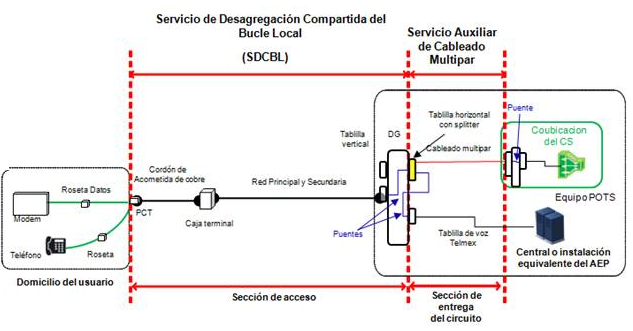 Servicio de Desagregación Compartida del
Bucle Local
(SDCBL)
Servicio Auxiliar
de Cableado
Multipar
Tablilla horizontal
con splitter
Puente
Tablilla
vertical
DG
Cableado multipar
Coubicacion
del CS
Cordón de
Acometida de cobre
Roseta Datos
Red Principal y Secundaria
Equipo POTS
Modem
PCT
Caja terminal
Puentes
Tablilla de voz
Telmex
Teléfono
Roseta
Central o instalación
equivalente del AEP
Domicilio del usuario
Sección de acceso
Sección de
entrega
del circuito